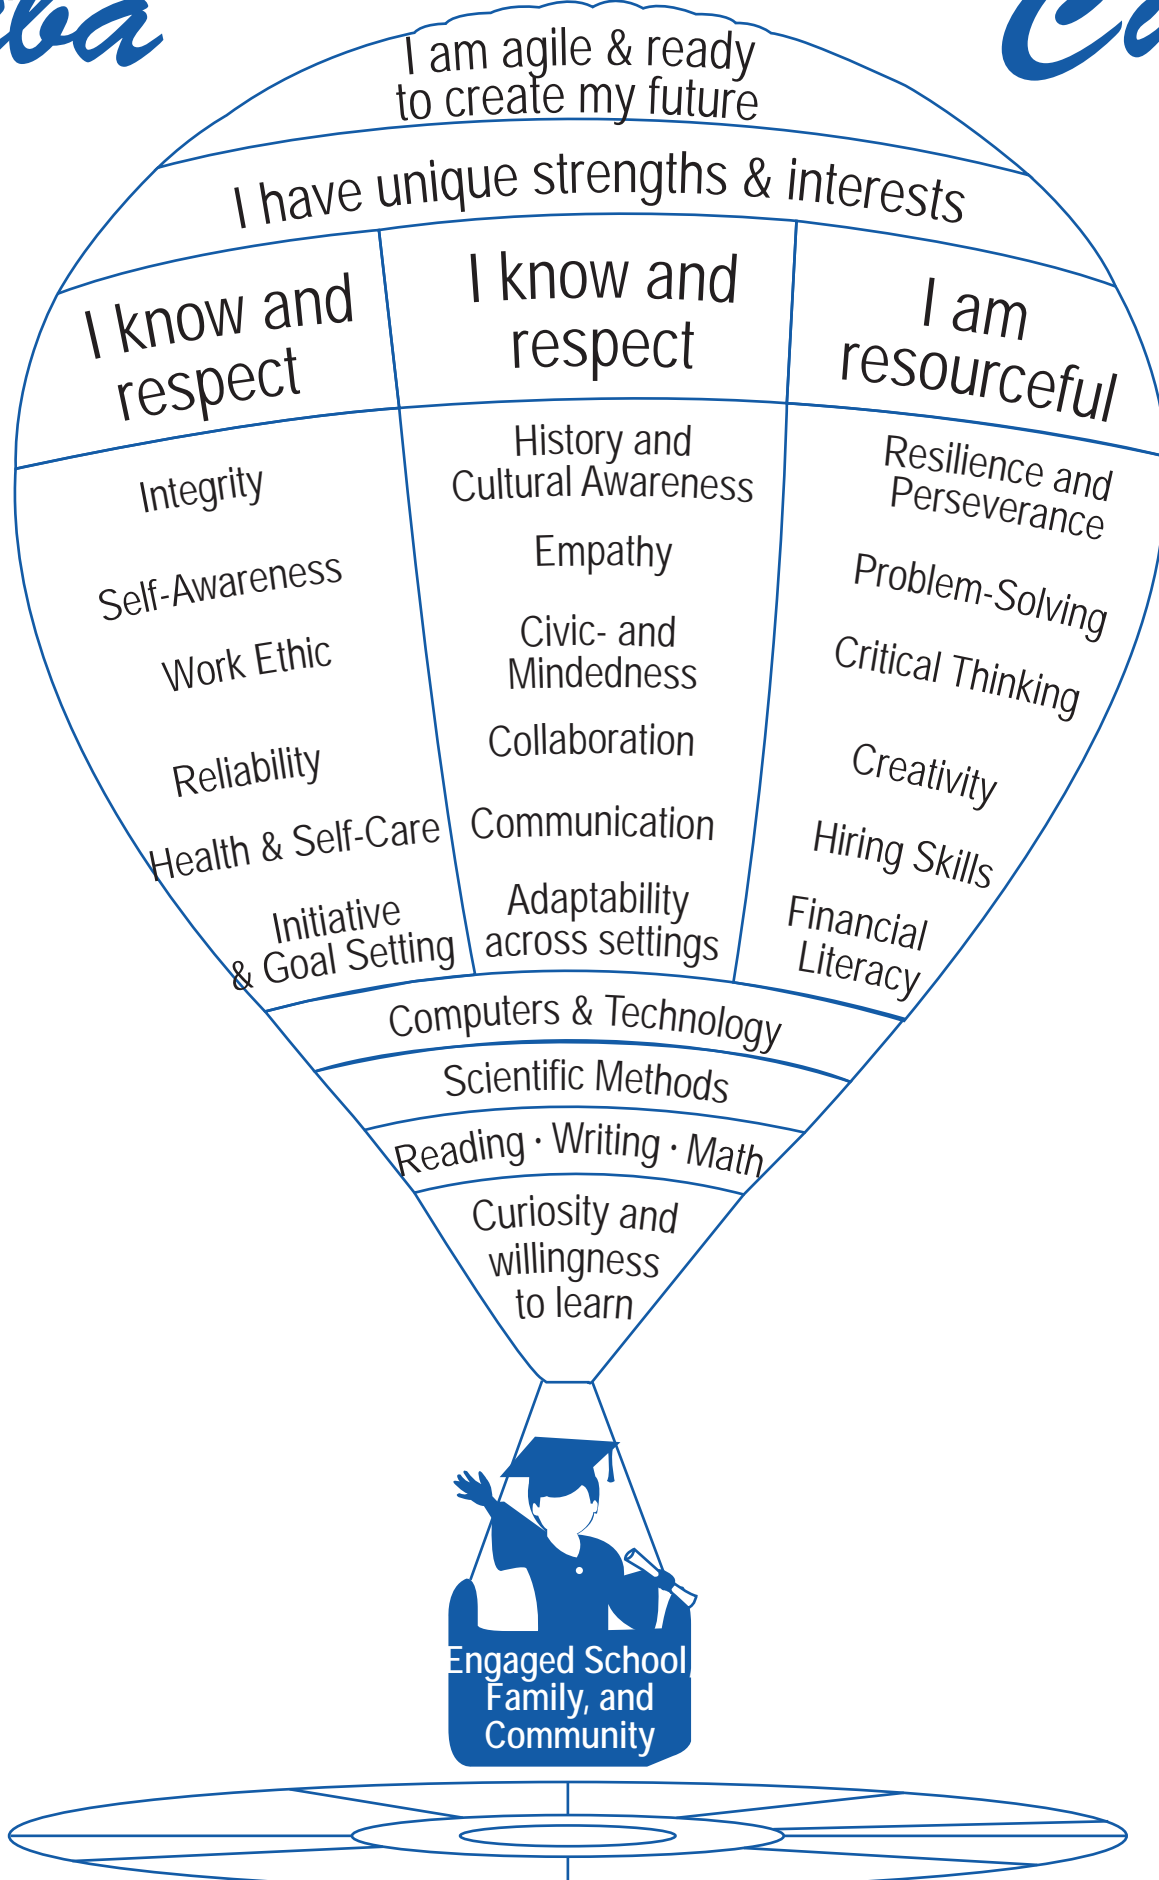 I am agile & ready
to create my future
I have unique strengths & interests
I know and
respect
Integrity
Self-Awareness
Work Ethic
Reliability
Health & Self-Care
Initiative
& Goal Setting
I know and
respect
History and
Cultural Awareness
Empathy
Civic- and
Mindedness
Collaboration
Communication
Adaptability
across settings
I am
resourceful
Resilience and
Perseverance
Problem-Solving
Critical Thinking
Creativity
Hiring Skills
Financial
Literacy
Computers & Technology
Scientific Methods
Reading · Writing · Math
Curiosity and
willingness
to learn
Engaged School,
Family, and
Community